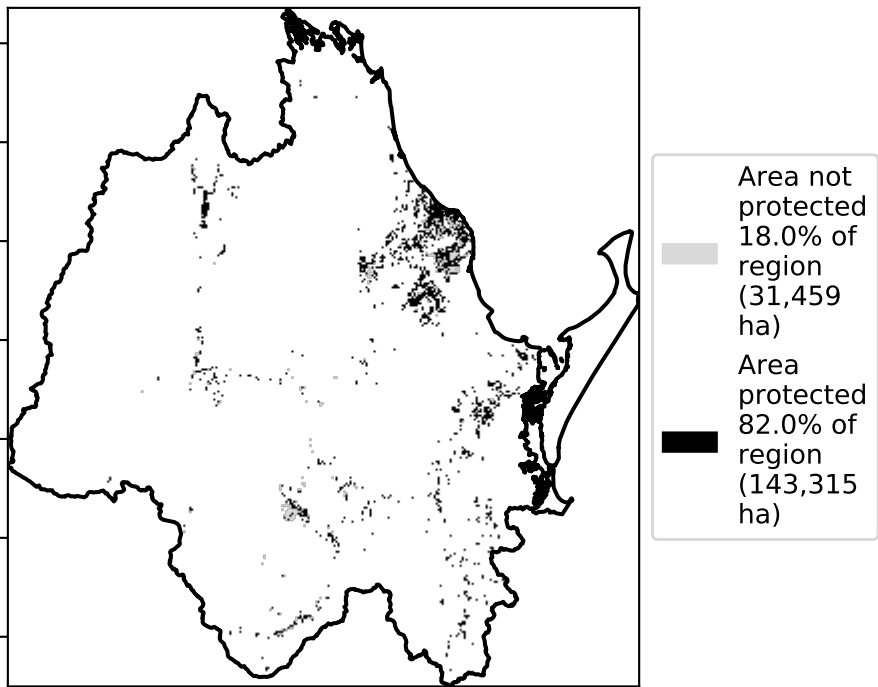 Area not
protected
18.0% of
region
(31,459
ha)
Area
protected
82.0% of
region
(143,315
ha)